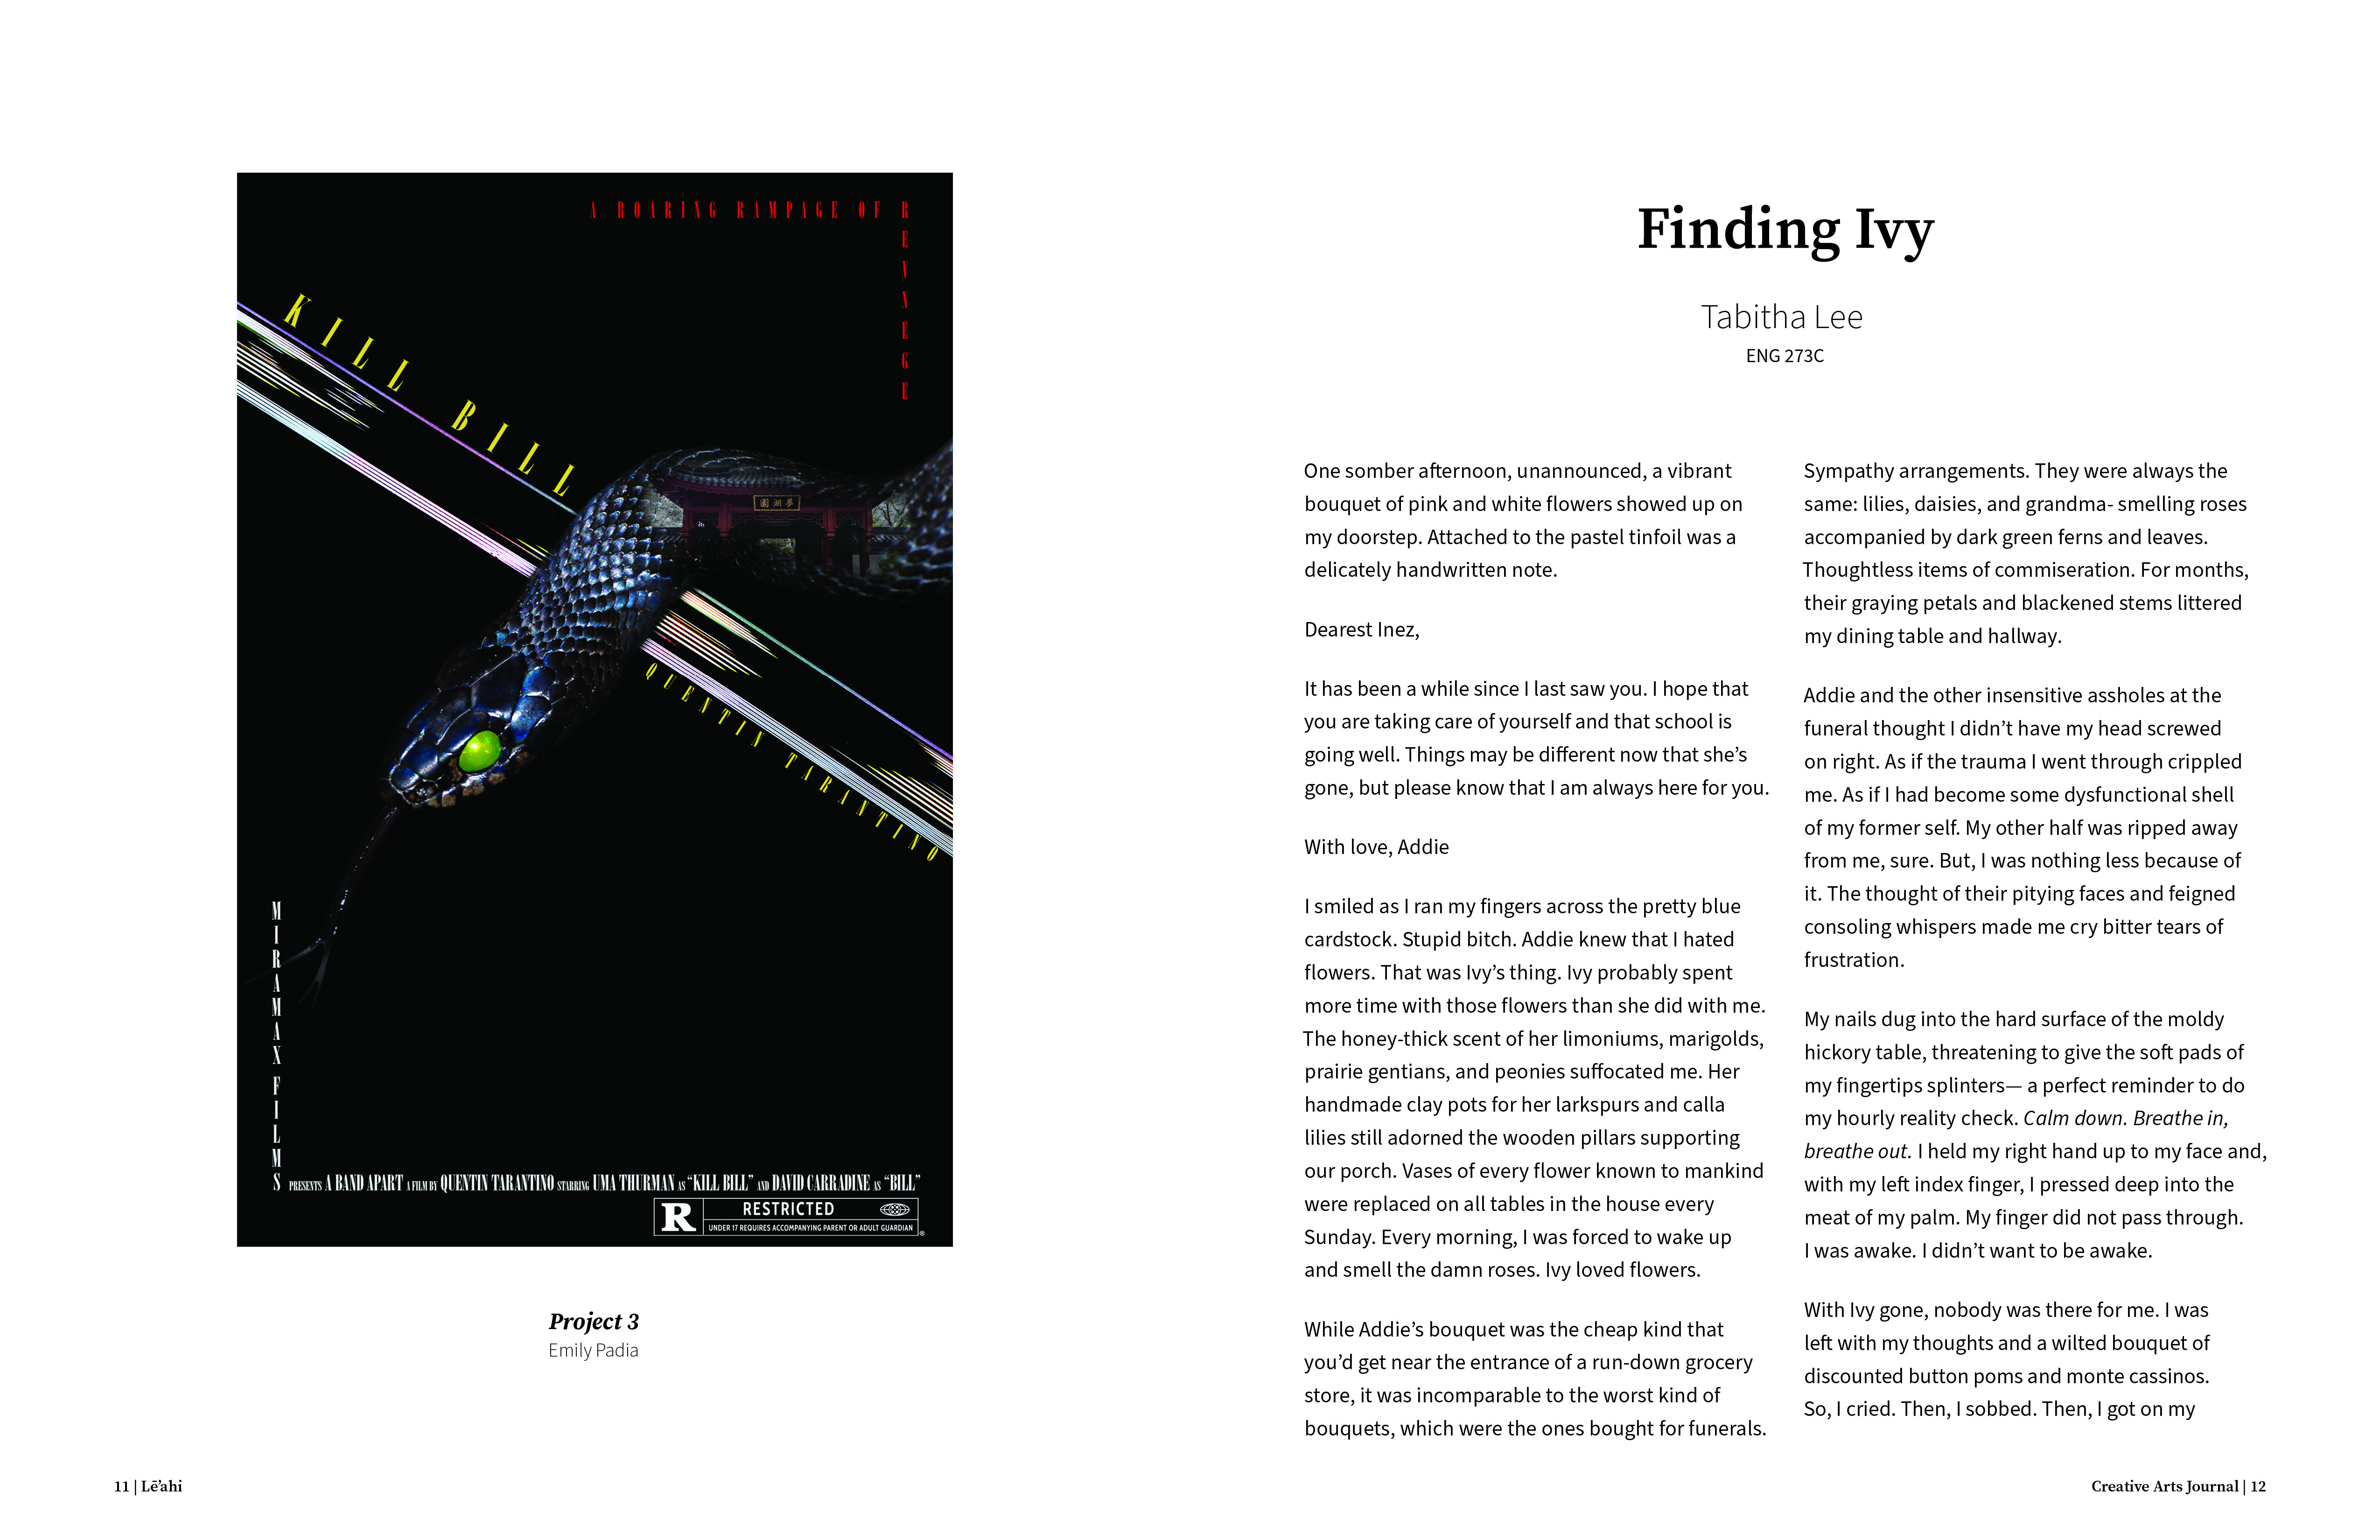 A ROARING RAMPAGE OF REVNEGE
KILL BILL
夢湖園
QUENTIN TARANTINO
MIRAMAX FILMS
PRESENTS A BAND APART A FILM BY QUENTIN TARANTINO STARRING UMA THURMAN AS “KILL BILL” AND DAVID CARRADINE AS “BILL”
R RESTRICTED
UNDER 17 REQUIRES ACCOMPANYING PARENT OR ADULT GUARDIAN ®
Project 3
Emily Padia
11 | Lē‘ahi
Finding Ivy
Tabitha Lee
ENG 273C
One somber afternoon, unannounced, a vibrant
bouquet of pink and white flowers showed up on
my doorstep. Attached to the pastel tinfoil was a
delicately handwritten note.
Dearest Inez,
It has been a while since I last saw you. I hope that
you are taking care of yourself and that school is
going well. Things may be different now that she’s
gone, but please know that I am always here for you.
With love, Addie
I smiled as I ran my fingers across the pretty blue
cardstock. Stupid bitch. Addie knew that I hated
flowers. That was Ivy’s thing. Ivy probably spent
more time with those flowers than she did with me.
The honey-thick scent of her limoniums, marigolds,
prairie gentians, and peonies suffocated me. Her
handmade clay pots for her larkspurs and calla
lilies still adorned the wooden pillars supporting
our porch. Vases of every flower known to mankind
were replaced on all tables in the house every
Sunday. Every morning, I was forced to wake up
and smell the damn roses. Ivy loved flowers.
While Addie’s bouquet was the cheap kind that
you’d get near the entrance of a run-down grocery
store, it was incomparable to the worst kind of
bouquets, which were the ones bought for funerals.
Sympathy arrangements. They were always the
same: lilies, daisies, and grandma- smelling roses
accompanied by dark green ferns and leaves.
Thoughtless items of commiseration. For months,
their graying petals and blackened stems littered
my dining table and hallway.
Addie and the other insensitive assholes at the
funeral thought I didn’t have my head screwed
on right. As if the trauma I went through crippled
me. As if I had become some dysfunctional shell
of my former self. My other half was ripped away
from me, sure. But, I was nothing less because of
it. The thought of their pitying faces and feigned
consoling whispers made me cry bitter tears of
frustration.
My nails dug into the hard surface of the moldy
hickory table, threatening to give the soft pads of
my fingertips splinters— a perfect reminder to do
my hourly reality check. Calm down. Breathe in,
breathe out. I held my right hand up to my face and,
with my left index finger, I pressed deep into the
meat of my palm. My finger did not pass through.
I was awake. I didn’t want to be awake.
With Ivy gone, nobody was there for me. I was
left with my thoughts and a wilted bouquet of
discounted button poms and monte cassinos.
So, I cried. Then, I sobbed. Then, I got on my
Creative Arts Journal | 12